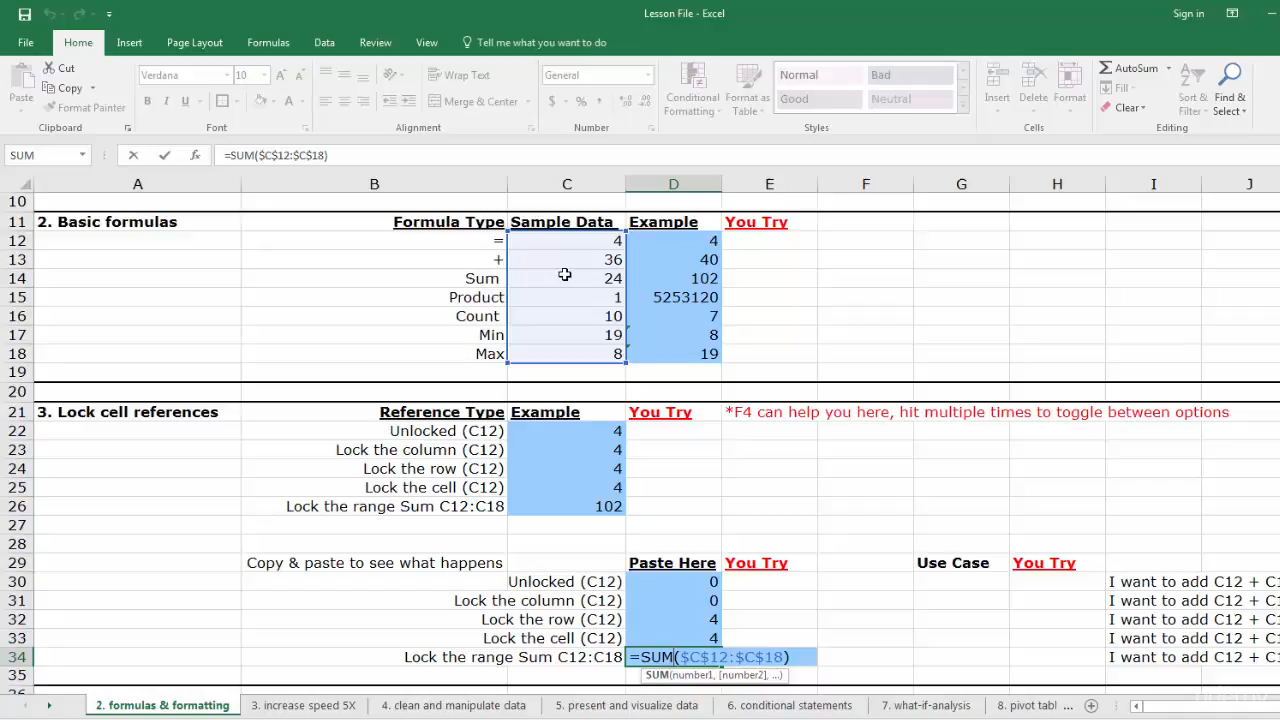 Lesson File - Excel
Sign in
File Home Insert Page Layout Formulas Data Review View Tell me what you want to do
Paste
Cut
Copy
Format Painter
Clipboard
Verdana 10
B I U
Font
Wrap Text
Merge & Center
Alignment
General
$ % ,
Number
Conditional Formatting
Format as Table
Normal Bad
Good Neutral
Styles
Insert Delete Format
Cells
AutoSum
Fill
Clear
Sort & Filter
Find & Select
Editing
SUM =SUM($C$12:$C$18)
A B C D E F G H I J
10
11 2. Basic formulas Formula Type Sample Data Example You Try
12 = 4 4
13 + 36 40
14 Sum 24 102
15 Product 1 5253120
16 Count 10 7
17 Min 19 8
18 Max 8 19
19
20
21 3. Lock cell references Reference Type Example You Try *F4 can help you here, hit multiple times to toggle between options
22 Unlocked (C12) 4
23 Lock the column (C12) 4
24 Lock the row (C12) 4
25 Lock the cell (C12) 4
26 Lock the range Sum C12:C18 102
27
28
29 Copy & paste to see what happens Paste Here You Try Use Case You Try
30 Unlocked (C12) 0 I want to add C12 + C1
31 Lock the column (C12) 0 I want to add C12 + C1
32 Lock the row (C12) 4 I want to add C12 + C1
33 Lock the cell (C12) 4 I want to add C12 + C1
34 Lock the range Sum C12:C18 =SUM($C$12:$C$18) I want to add C12 + C1
35 SUM(number1, [number2], ...)
2. formulas & formatting 3. increase speed 5X 4. clean and manipulate data 5. present and visualize data 6. conditional statements 7. what-if-analysis 8. pivot tabl ...